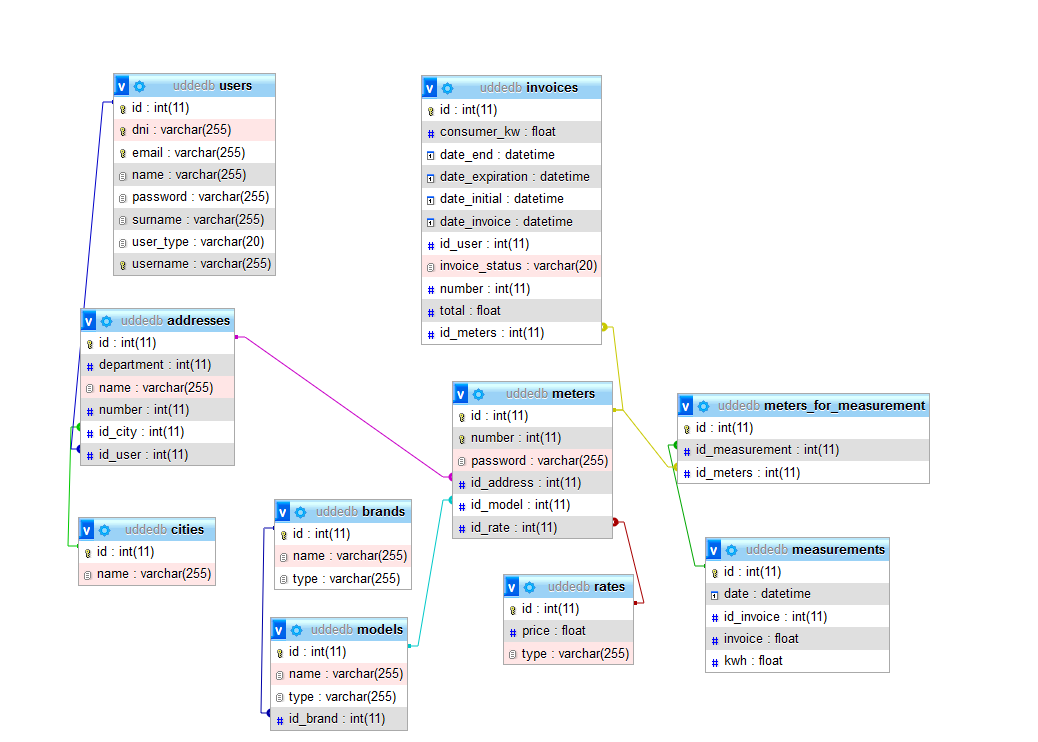 v uddedb users
id : int(11)
dni : varchar(255)
email : varchar(255)
name : varchar(255)
password : varchar(255)
surname : varchar(255)
user_type : varchar(20)
username : varchar(255)
v uddedb invoices
id : int(11)
# consumer_kw : float
date_end : datetime
date_expiration : datetime
date_initial : datetime
date_invoice : datetime
# id_user : int(11)
invoice_status : varchar(20)
# number : int(11)
# total : float
# id_meters : int(11)
v uddedb addresses
id : int(11)
# department : int(11)
name : varchar(255)
# number : int(11)
# id_city : int(11)
# id_user : int(11)
v uddedb meters
id : int(11)
number : int(11)
password : varchar(255)
# id_address : int(11)
# id_model : int(11)
# id_rate : int(11)
v uddedb meters_for_measurement
id : int(11)
# id_measurement : int(11)
# id_meters : int(11)
v uddedb cities
id : int(11)
name : varchar(255)
v uddedb brands
id : int(11)
name : varchar(255)
type : varchar(255)
v uddedb measurements
id : int(11)
date : datetime
# id_invoice : int(11)
# invoice : float
# kwh : float
v uddedb rates
id : int(11)
# price : float
type : varchar(255)
v uddedb models
id : int(11)
name : varchar(255)
type : varchar(255)
# id_brand : int(11)